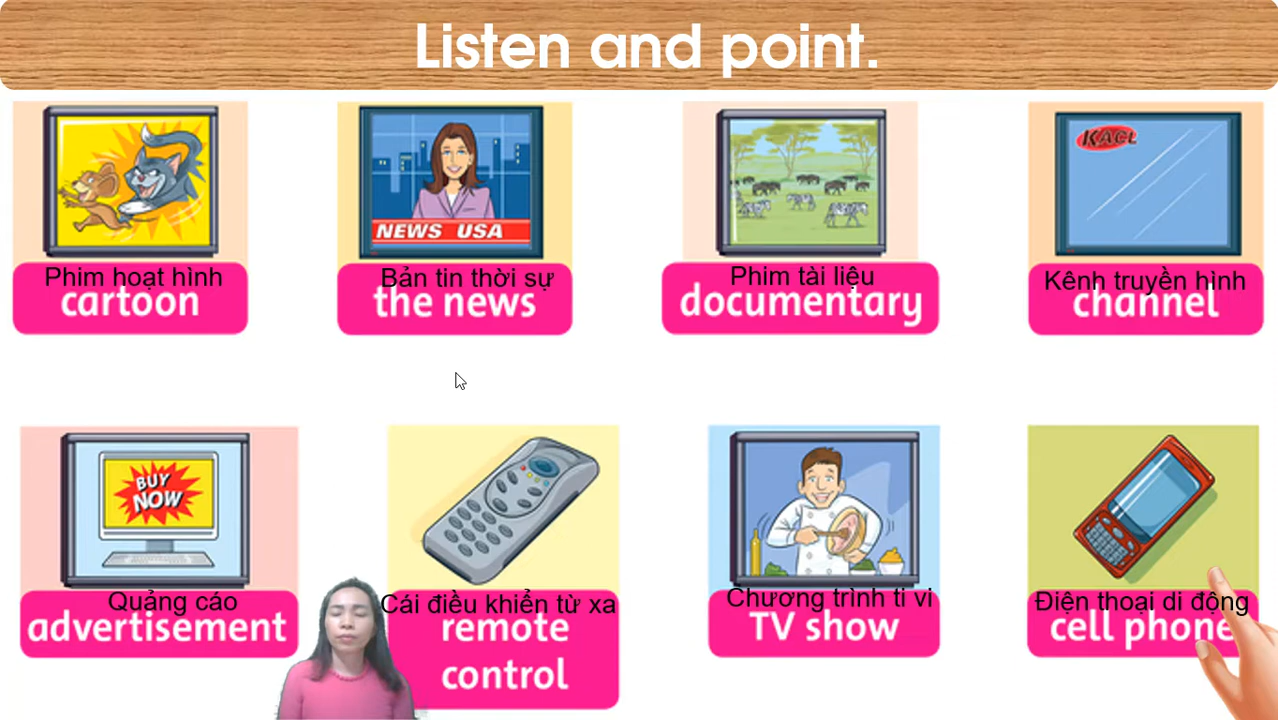 Listen and point.
KACL
NEWS USA
Phim hoạt hình
cartoon
Bản tin thời sự
the news
Phim tài liệu
documentary
Kênh truyền hình
channel
BUY
NOW
Quảng cáo
advertisement
Cái điều khiển từ xa
remote
control
Chương trình ti vi
TV show
Điện thoại di động
cell phone